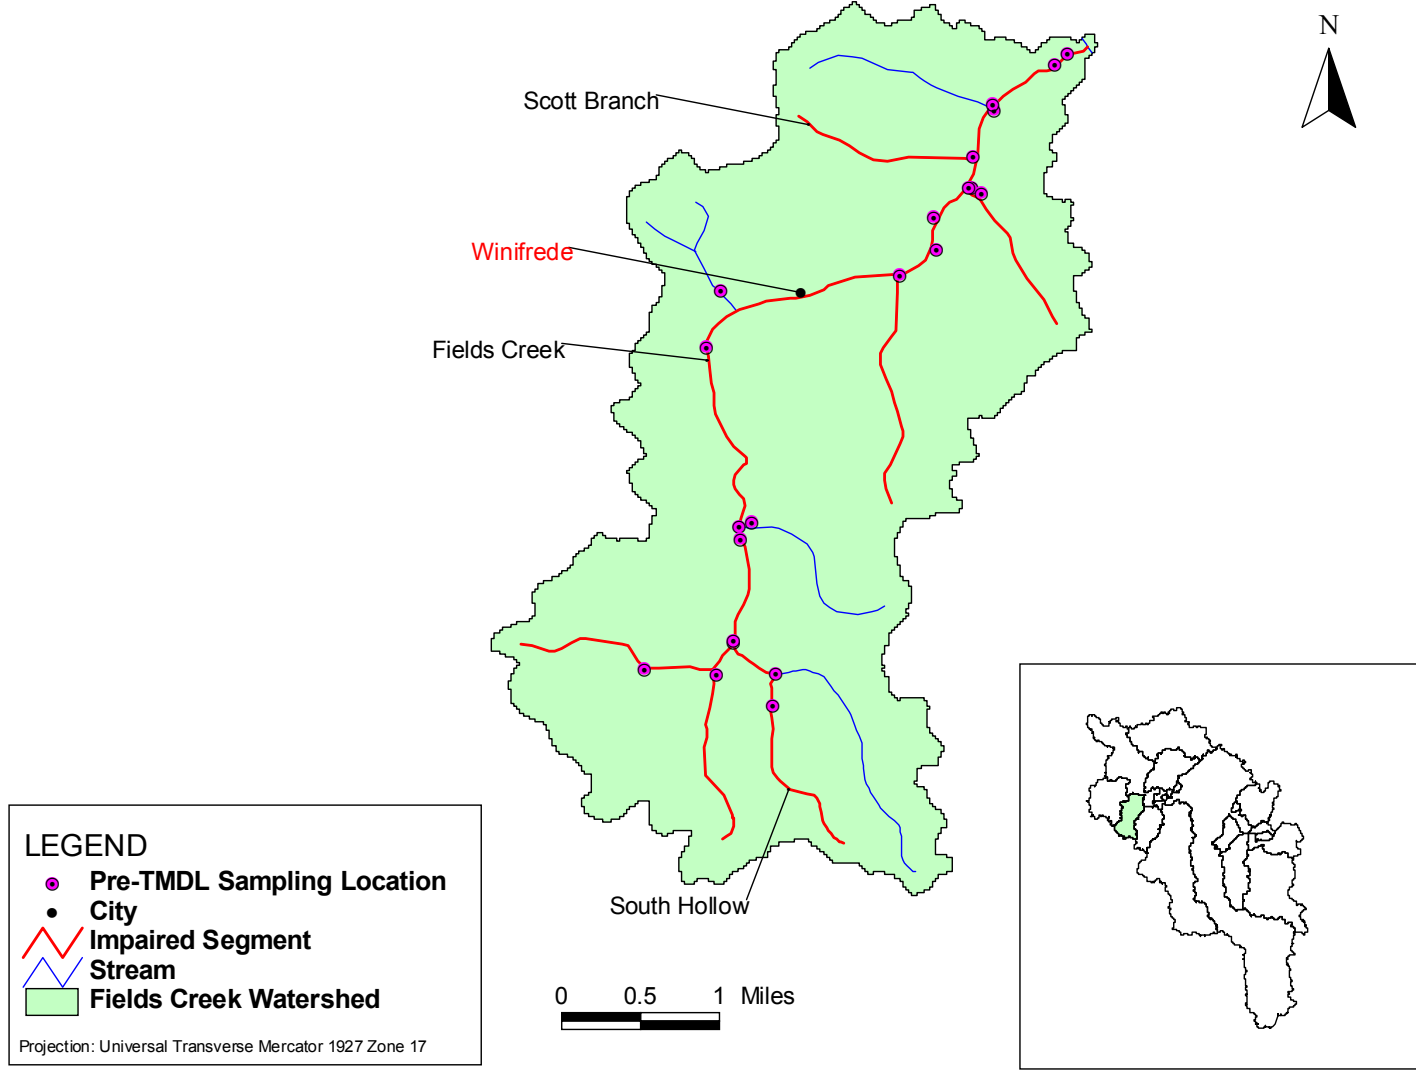 N
Scott Branch
Winifrede
Fields Creek
South Hollow
LEGEND
Pre-TMDL Sampling Location
City
Impaired Segment
Stream
Fields Creek Watershed
Projection: Universal Transverse Mercator 1927 Zone 17
0 0.5 1 Miles